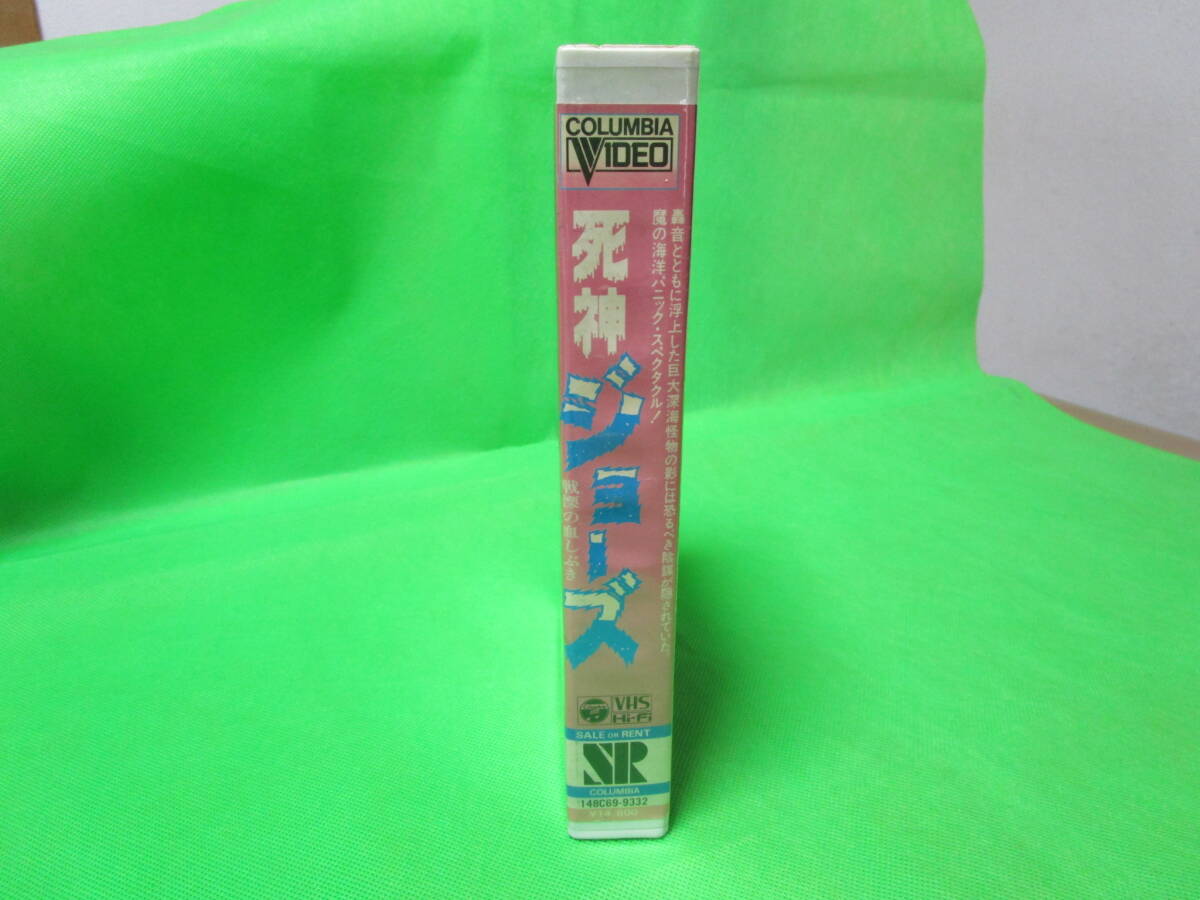 COLUMBIA
VIDEO
轟音とともに浮上した巨大深海怪物の影には恐るべき陰謀が隠されていた。
魔の海洋パニック・スペクタクル!
死神
ジョーズ
戦慄の血しぶき
VHS
Hi-Fi
SALE OR RENT
SR
COLUMBIA
148C69-9332
¥14,800